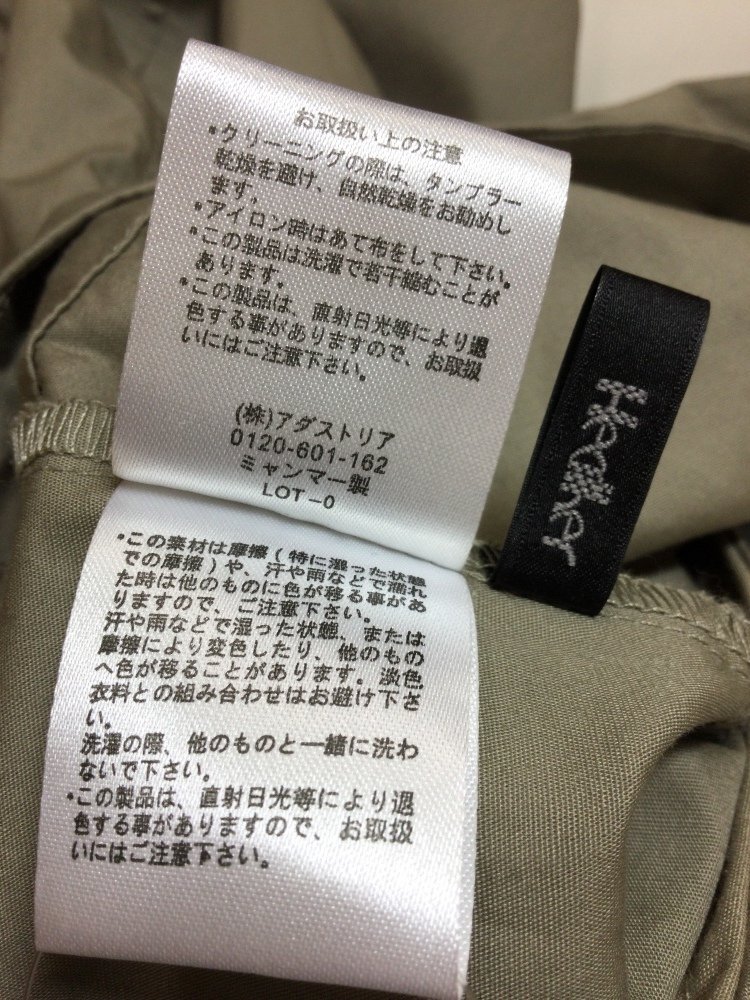 お取扱い上の注意
・クリーニングの際は、タンブラー
乾燥を避け、自然乾燥をお勧めし
ます。
・アイロン時はあて布をして下さい。
・この製品は洗濯で若干縮むことが
あります。
・この製品は、直射日光等により退
色する事がありますので、お取扱
いにはご注意下さい。
(株)アダストリア
0120-601-162
ミャンマー製
LOT-0
・この素材は摩擦(特に湿った状態
での摩擦)や、汗や雨などで濡れ
た時は他のものに色が移る事があ
りますので、ご注意下さい。
汗や雨などで湿った状態、または
摩擦により変色したり、他のもの
へ色が移ることがあります。淡色
衣料との組み合わせはお避け下さ
い。
洗濯の際、他のものと一緒に洗わ
ないで下さい。
・この製品は、直射日光等により退
色する事がありますので、お取扱
いにはご注意下さい。